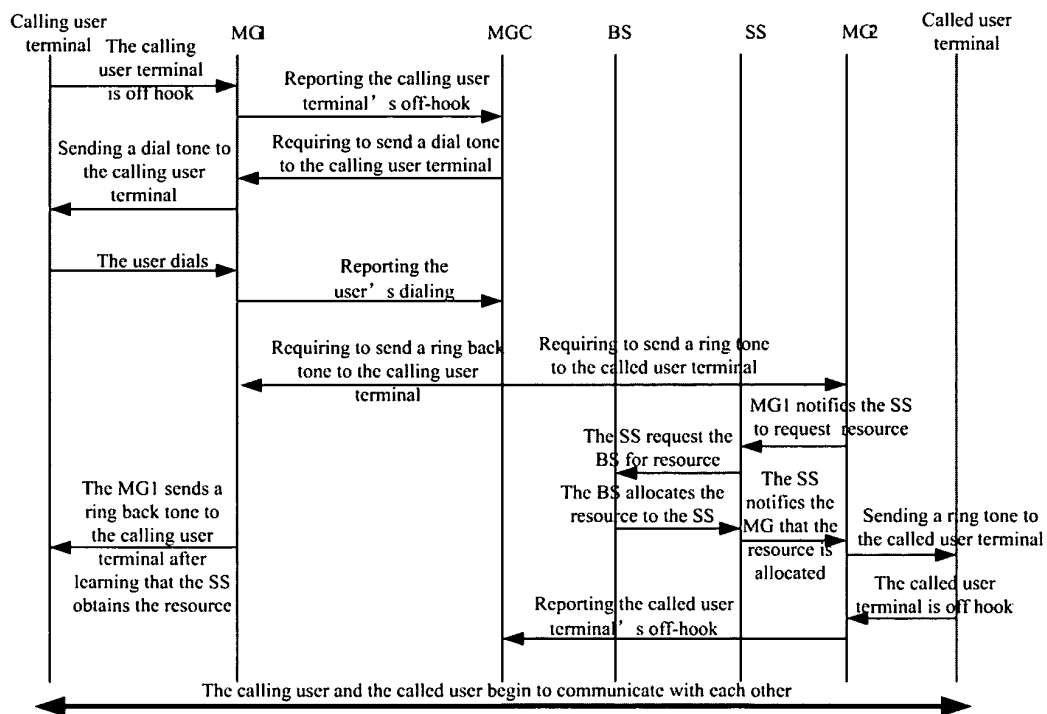 Calling user
terminal
MG1
MGC
BS
SS
MG2
Called user
terminal
The calling
user terminal
is off hook
Reporting the calling user
terminal's off-hook
Requiring to send a dial tone
to the calling user terminal
Sending a dial tone to
the calling user
terminal
The user dials
Reporting the
user's dialing
Requiring to send a ring back
tone to the calling user
terminal
Requiring to send a ring tone
to the called user terminal
MG1 notifies the SS
to request resource
The SS request the
BS for resource
The BS allocates the
resource to the SS
The SS
notifies the
MG that the
resource is
allocated
The MG1 sends a
ring back tone to
the calling user
terminal after
learning that the SS
obtains the resource
Sending a ring tone to
the called user terminal
The called user
terminal is off hook
Reporting the called user
terminal's off-hook
The calling user and the called user begin to communicate with each other